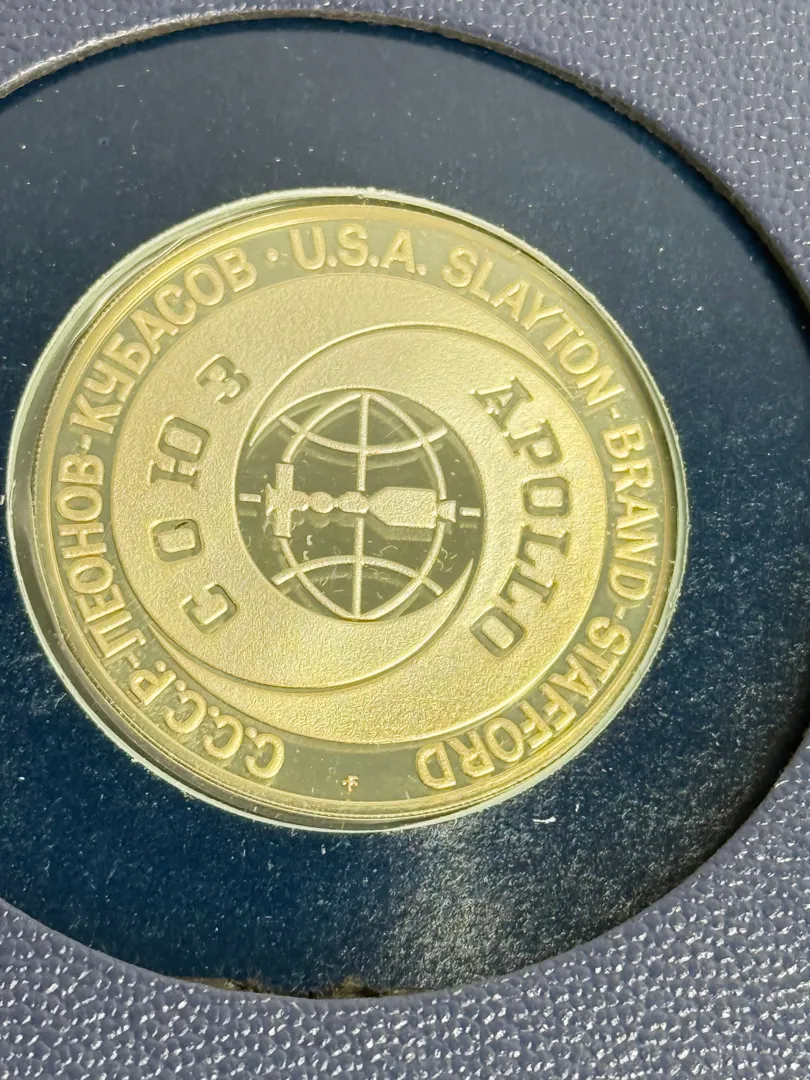 С.С.С.Р.-ЛЕОНОВ-КУБАСОВ · U.S.A. SLAYTON-BRAND-STAFFORD
СОЮЗ
APOLLO